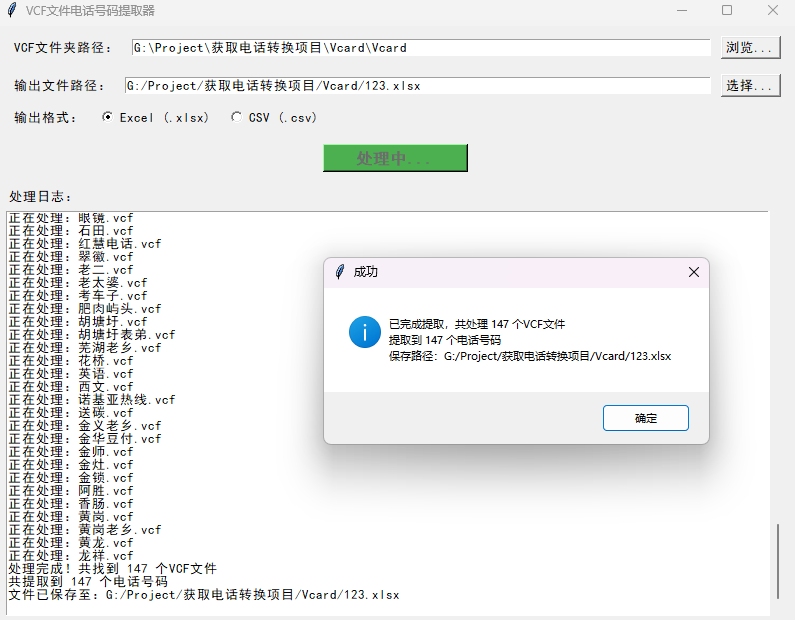 VCF文件电话号码提取器
VCF文件夹路径： G:\Project\获取电话转换项目\Vcard\Vcard 浏览...
输出文件路径： G:/Project/获取电话转换项目/Vcard/123.xlsx 选择...
输出格式： Excel (.xlsx) CSV (.csv)
处理中...
处理日志：
正在处理：眼镜.vcf
正在处理：石田.vcf
正在处理：红慧电话.vcf
正在处理：翠徽.vcf
正在处理：老二.vcf
正在处理：老太婆.vcf
正在处理：考车子.vcf
正在处理：肥肉屿头.vcf
正在处理：胡塘圩.vcf
正在处理：胡塘圩表弟.vcf
正在处理：芜湖老乡.vcf
正在处理：花桥.vcf
正在处理：英语.vcf
正在处理：西文.vcf
正在处理：诺基亚热线.vcf
正在处理：送碳.vcf
正在处理：金义老乡.vcf
正在处理：金华豆付.vcf
正在处理：金师.vcf
正在处理：金灶.vcf
正在处理：金锁.vcf
正在处理：阿胜.vcf
正在处理：香肠.vcf
正在处理：黄岗.vcf
正在处理：黄岗老乡.vcf
正在处理：黄龙.vcf
正在处理：龙祥.vcf
处理完成！共找到 147 个VCF文件
共提取到 147 个电话号码
文件已保存至：G:/Project/获取电话转换项目/Vcard/123.xlsx
成功
已完成提取，共处理 147 个VCF文件
提取到 147 个电话号码
保存路径：G:/Project/获取电话转换项目/Vcard/123.xlsx
确定